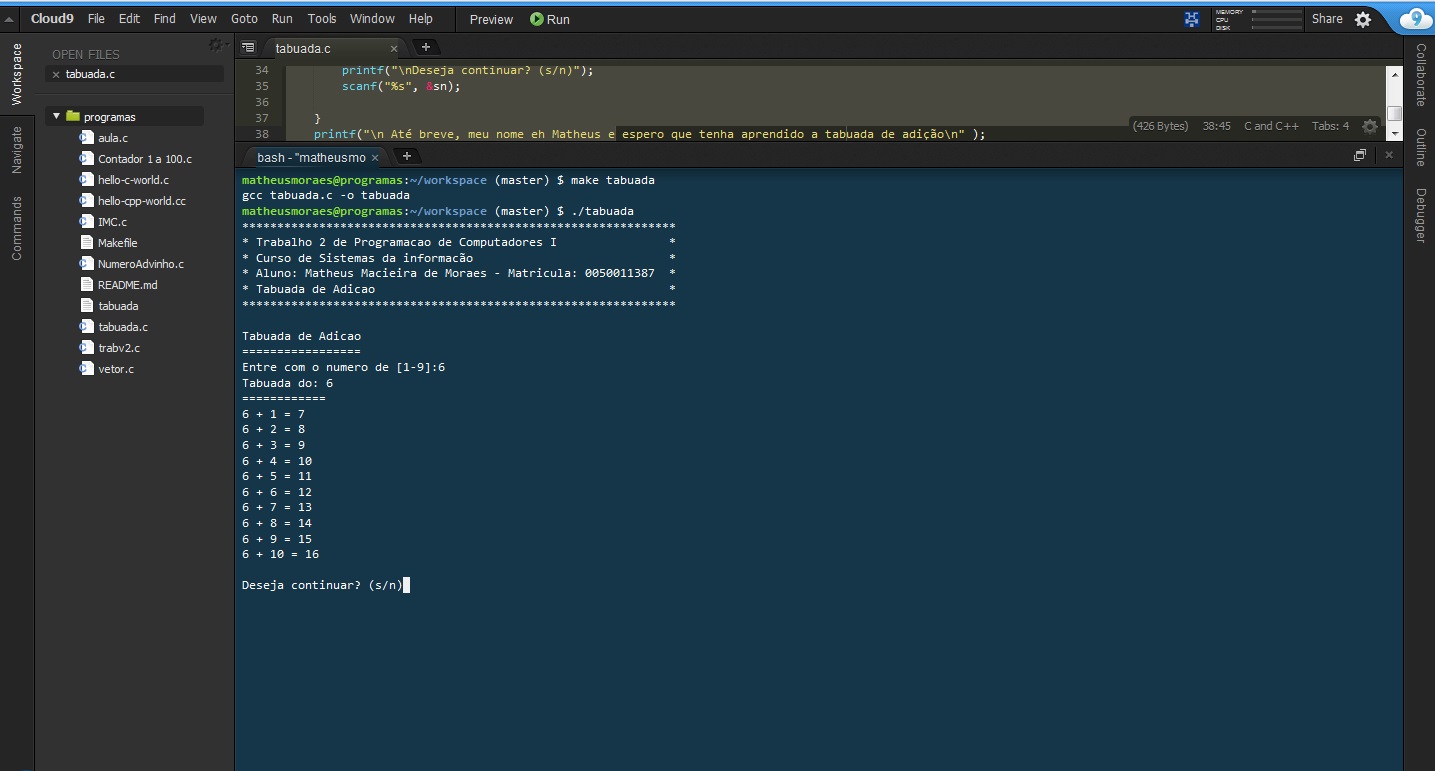 Cloud9 File Edit Find View Goto Run Tools Window Help Preview Run MEMORY CPU DISK Share 9
Workspace
Navigate
Commands
OPEN FILES
tabuada.c
programas
aula.c
Contador 1 a 100.c
hello-c-world.c
hello-cpp-world.cc
IMC.c
Makefile
NumeroAdvinho.c
README.md
tabuada
tabuada.c
trabv2.c
vetor.c
tabuada.c
34 printf("\nDeseja continuar? (s/n)");
35 scanf("%s", &sn);
36
37 }
38 printf("\n Até breve, meu nome eh Matheus e espero que tenha aprendido a tabuada de adição\n" );
(426 Bytes) 38:45 C and C++ Tabs: 4
bash - "matheusmo
matheusmoraes@programas:~/workspace (master) $ make tabuada
gcc tabuada.c -o tabuada
matheusmoraes@programas:~/workspace (master) $ ./tabuada
**************************************************************
* Trabalho 2 de Programacao de Computadores I *
* Curso de Sistemas da informacão *
* Aluno: Matheus Macieira de Moraes - Matricula: 0050011387 *
* Tabuada de Adicao *
**************************************************************
Tabuada de Adicao
=================
Entre com o numero de [1-9]:6
Tabuada do: 6
============
6 + 1 = 7
6 + 2 = 8
6 + 3 = 9
6 + 4 = 10
6 + 5 = 11
6 + 6 = 12
6 + 7 = 13
6 + 8 = 14
6 + 9 = 15
6 + 10 = 16
Deseja continuar? (s/n)
Collaborate
Outline
Debugger